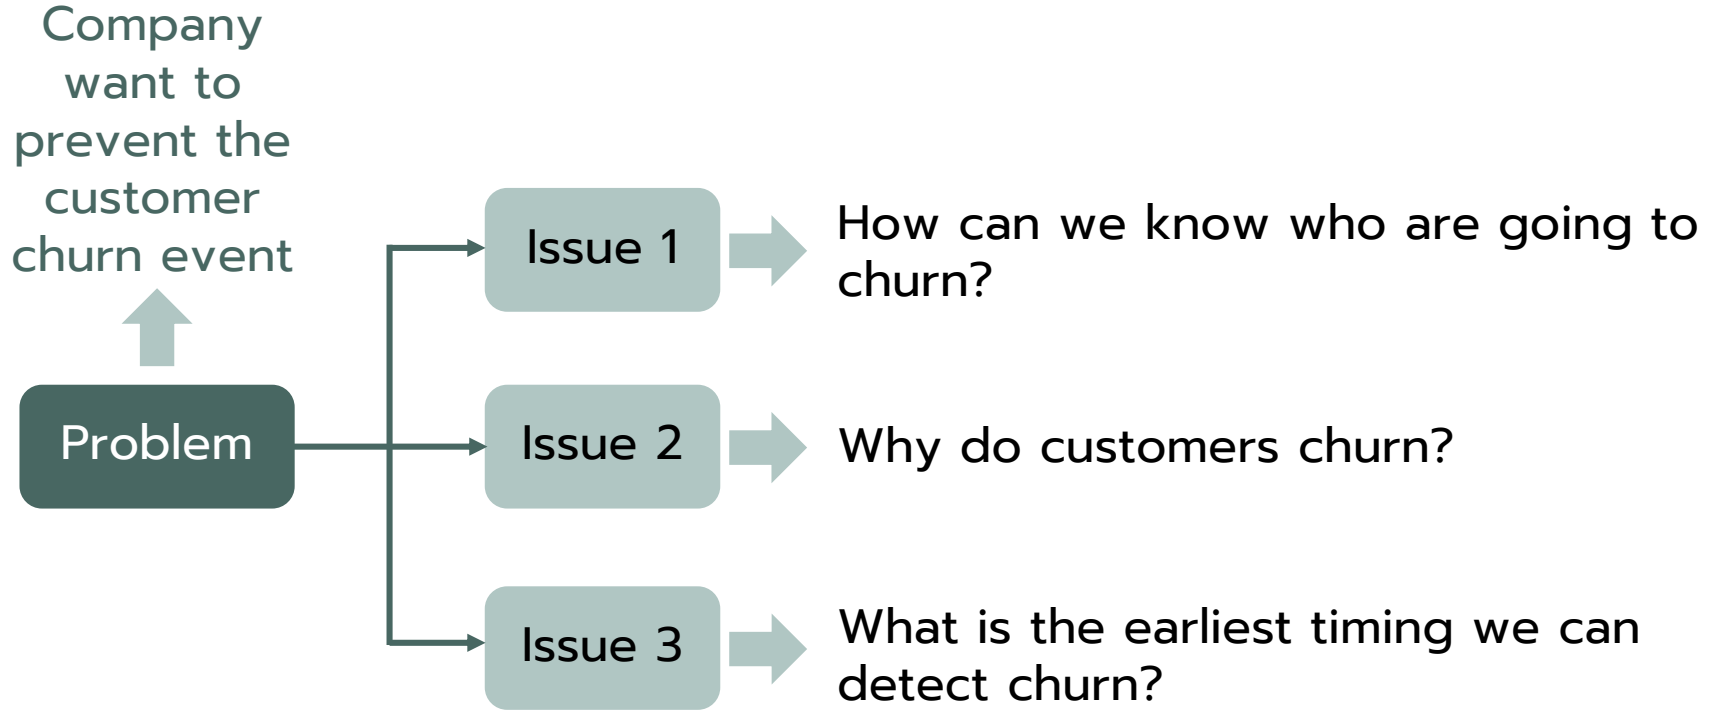 Company
want to
prevent the
customer
churn event
Problem
Issue 1
How can we know who are going to
churn?
Issue 2
Why do customers churn?
Issue 3
What is the earliest timing we can
detect churn?